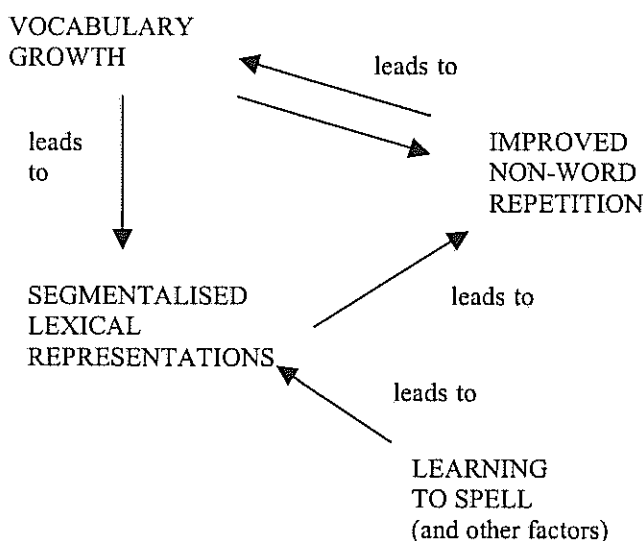 VOCABULARY
GROWTH
leads to
leads
to
IMPROVED
NON-WORD
REPETITION
SEGMENTALISED
LEXICAL
REPRESENTATIONS
leads to
leads to
LEARNING
TO SPELL
(and other factors)